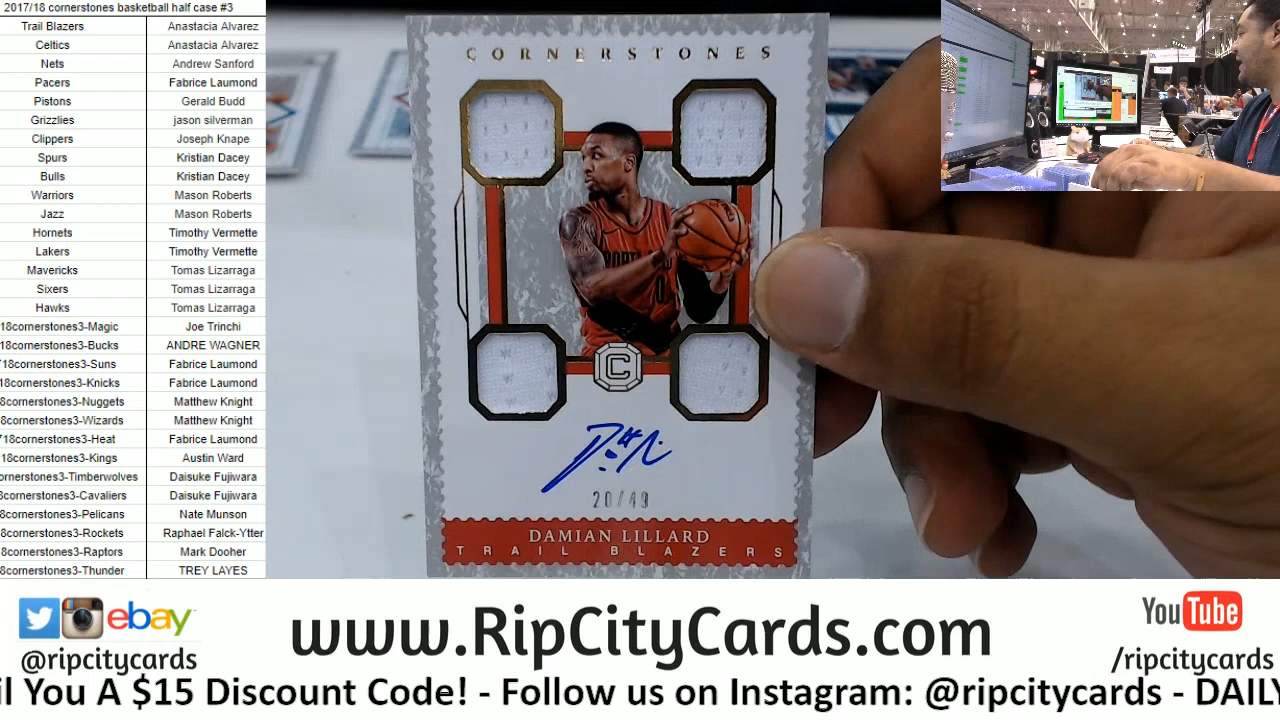 2017/18 cornerstones basketball half case #3
Trail Blazers Anastacia Alvarez
Celtics Anastacia Alvarez
Nets Andrew Sanford
Pacers Fabrice Laumond
Pistons Gerald Budd
Grizzlies jason silverman
Clippers Joseph Knape
Spurs Kristian Dacey
Bulls Kristian Dacey
Warriors Mason Roberts
Jazz Mason Roberts
Hornets Timothy Vermette
Lakers Timothy Vermette
Mavericks Tomas Lizarraga
Sixers Tomas Lizarraga
Hawks Tomas Lizarraga
18cornerstones3-Magic Joe Trinchi
18cornerstones3-Bucks ANDRE WAGNER
18cornerstones3-Suns Fabrice Laumond
18cornerstones3-Knicks Fabrice Laumond
8cornerstones3-Nuggets Matthew Knight
8cornerstones3-Wizards Matthew Knight
718cornerstones3-Heat Fabrice Laumond
18cornerstones3-Kings Austin Ward
ornerstones3-Timberwolves Daisuke Fujiwara
8cornerstones3-Cavaliers Daisuke Fujiwara
8cornerstones3-Pelicans Nate Munson
8cornerstones3-Rockets Raphael Falck-Ytter
8cornerstones3-Raptors Mark Dooher
8cornerstones3-Thunder TREY LAYES
CORNERSTONES
C
20/49
DAMIAN LILLARD
TRAIL BLAZERS
ebay
@ripcitycards
www.RipCityCards.com
YouTube
/ripcitycards
il You A $15 Discount Code! - Follow us on Instagram: @ripcitycards - DAILY